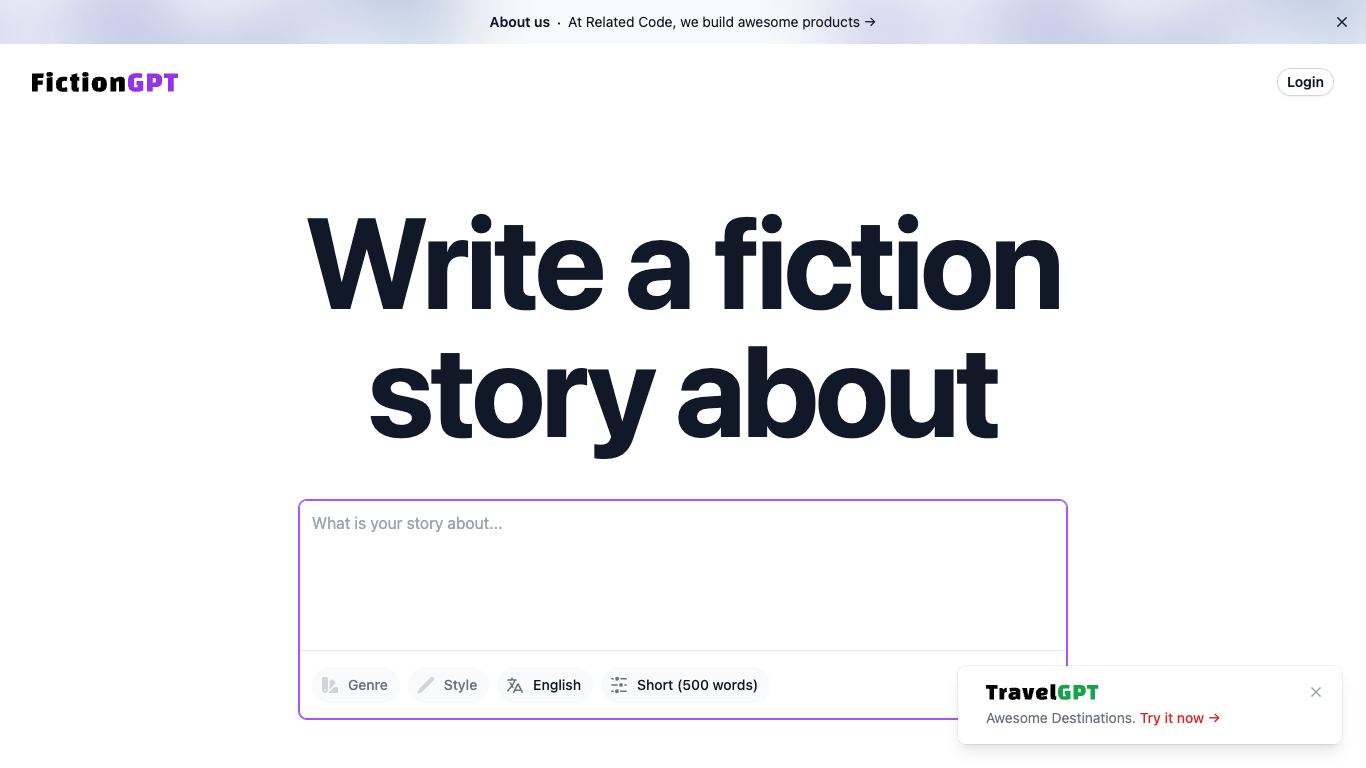 About us · At Related Code, we build awesome products →
FictionGPT
Login
Write a fiction
story about
What is your story about...
Genre
Style
English
Short (500 words)
TravelGPT
Awesome Destinations. Try it now →